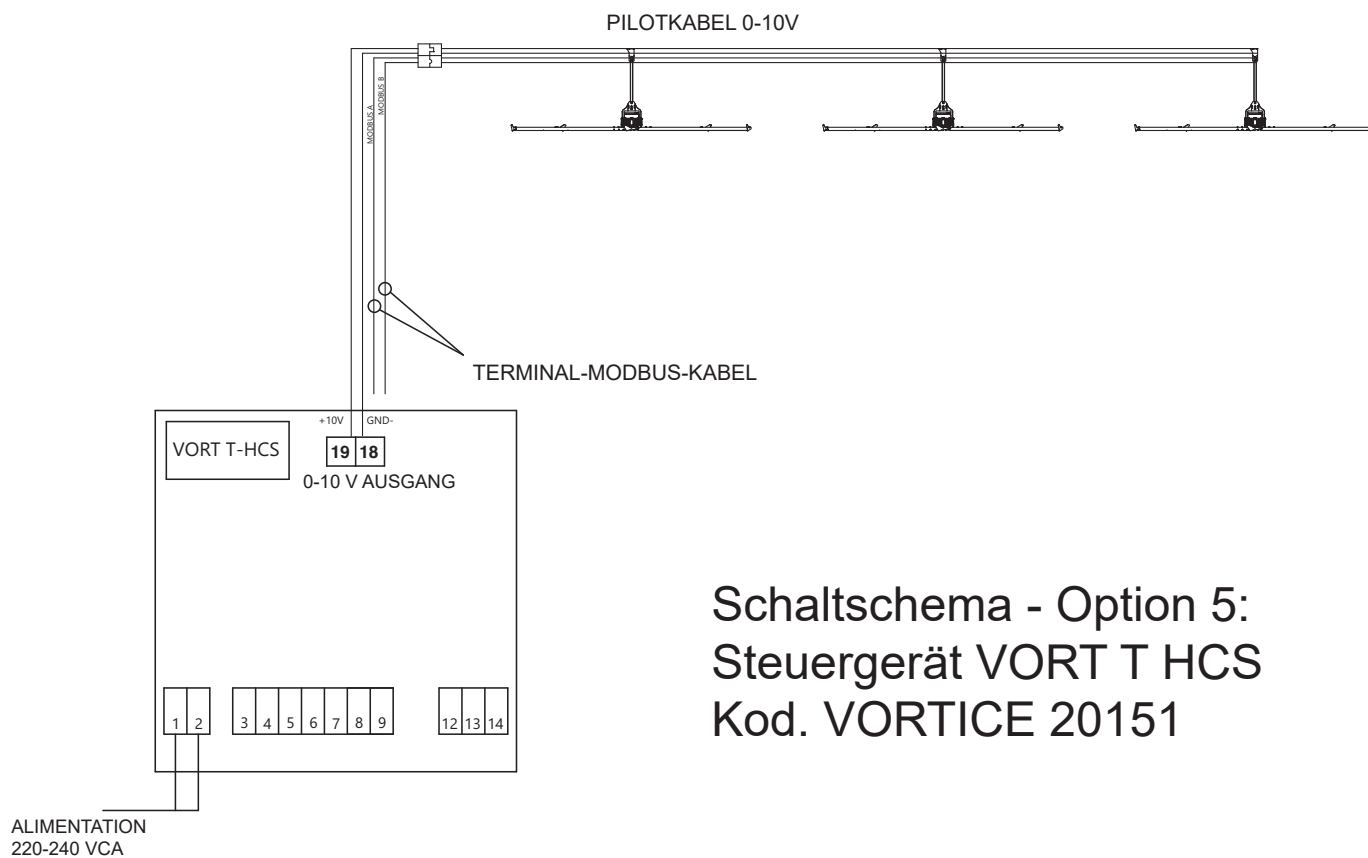 PILOTKABEL 0-10V
MODBUS A
MODBUS B
TERMINAL-MODBUS-KABEL
+10V
GND-
VORT T-HCS
19 18
0-10 V AUSGANG
Schaltschema - Option 5:
Steuergerät VORT T HCS
Kod. VORTICE 20151
1 2 3 4 5 6 7 8 9 12 13 14
ALIMENTATION
220-240 VCA